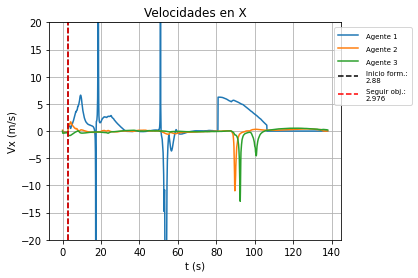 Velocidades en X
Vx (m/s)
20
15
10
5
0
−5
−10
−15
−20
0 20 40 60 80 100 120 140
t (s)
Agente 1
Agente 2
Agente 3
Inicio form.:
2.88
Seguir obj.:
2.976